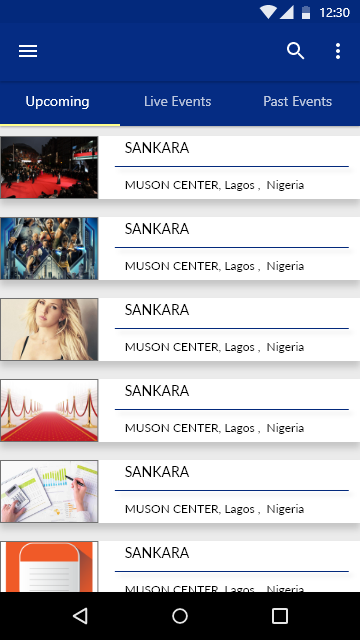 12:30
Upcoming Live Events Past Events
SANKARA
MUSON CENTER, Lagos , Nigeria
SANKARA
MUSON CENTER, Lagos , Nigeria
SANKARA
MUSON CENTER, Lagos , Nigeria
SANKARA
MUSON CENTER, Lagos , Nigeria
SANKARA
MUSON CENTER, Lagos , Nigeria
SANKARA
MUSON CENTER, Lagos , Nigeria